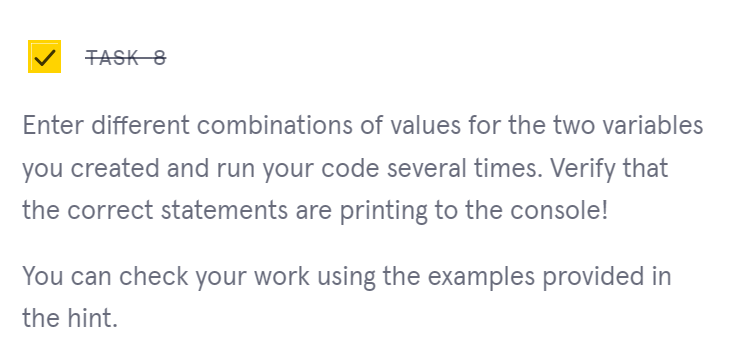 TASK 8
Enter different combinations of values for the two variables
you created and run your code several times. Verify that
the correct statements are printing to the console!
You can check your work using the examples provided in
the hint.